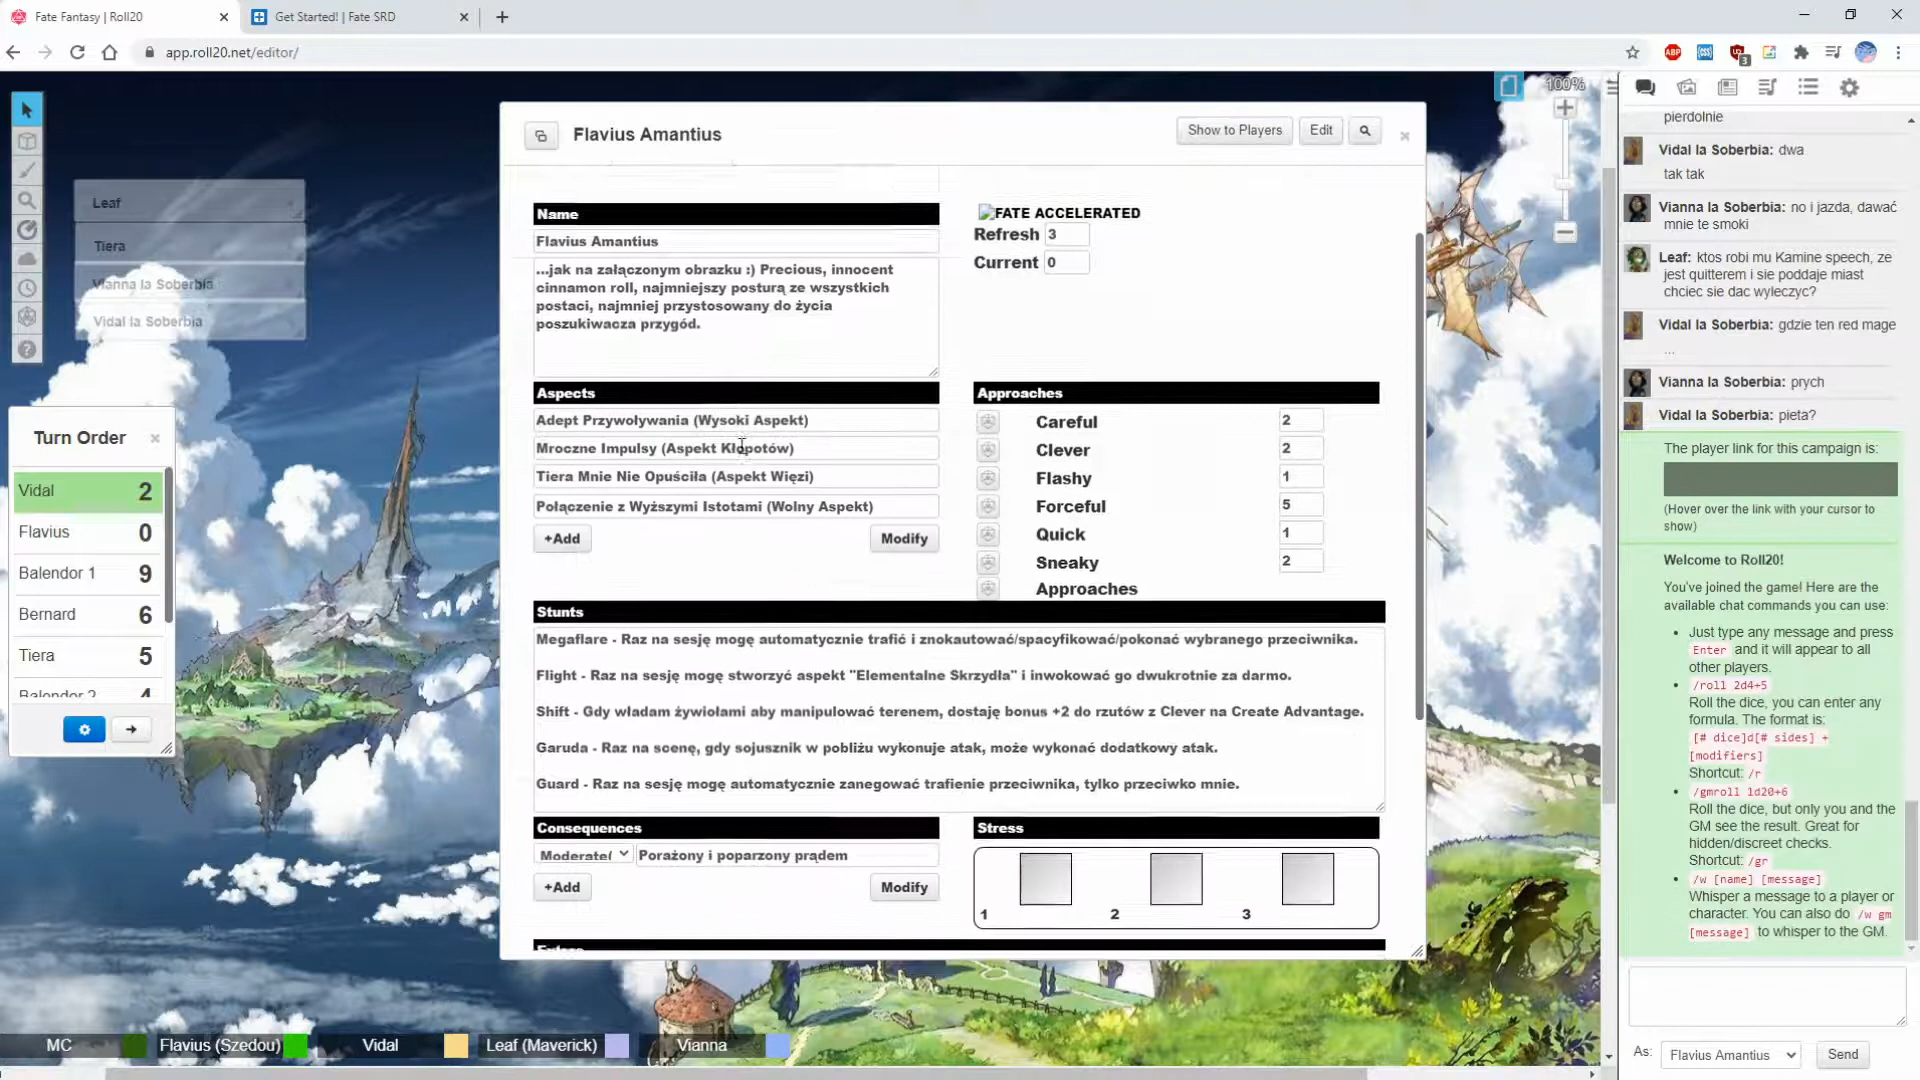 Fate Fantasy | Roll20
Get Started! | Fate SRD
app.roll20.net/editor/
ABP
3
100%
Leaf
Tiera
Vianna la Soberbia
Vidal la Soberbia
Turn Order
Vidal 2
Flavius 0
Balendor 1 9
Bernard 6
Tiera 5
Balendor 2 4
Flavius Amantius
Show to Players
Edit
Name
Flavius Amantius
...jak na załączonym obrazku :) Precious, innocent
cinnamon roll, najmniejszy posturą ze wszystkich
postaci, najmniej przystosowany do życia
poszukiwacza przygód.
FATE ACCELERATED
Refresh 3
Current 0
Aspects
Adept Przywoływania (Wysoki Aspekt)
Mroczne Impulsy (Aspekt Kłopotów)
Tiera Mnie Nie Opuściła (Aspekt Więzi)
Połączenie z Wyższymi Istotami (Wolny Aspekt)
+Add
Modify
Approaches
Careful 2
Clever 2
Flashy 1
Forceful 5
Quick 1
Sneaky 2
Approaches
Stunts
Megaflare - Raz na sesję mogę automatycznie trafić i znokautować/spacyfikować/pokonać wybranego przeciwnika.
Flight - Raz na sesję mogę stworzyć aspekt "Elementalne Skrzydła" i inwokować go dwukrotnie za darmo.
Shift - Gdy władam żywiołami aby manipulować terenem, dostaję bonus +2 do rzutów z Clever na Create Advantage.
Garuda - Raz na scenę, gdy sojusznik w pobliżu wykonuje atak, może wykonać dodatkowy atak.
Guard - Raz na sesję mogę automatycznie zanegować trafienie przeciwnika, tylko przeciwko mnie.
Consequences
Moderate( Porażony i poparzony prądem
+Add
Modify
Stress
1 2 3
Extras
MC
Flavius (Szedou)
Vidal
Leaf (Maverick)
Vianna
pierdolnie
Vidal la Soberbia: dwa
tak tak
Vianna la Soberbia: no i jazda, dawać
mnie te smoki
Leaf: ktos robi mu Kamine speech, ze
jest quitterem i sie poddaje miast
chciec sie dac wyleczyc?
Vidal la Soberbia: gdzie ten red mage
...
Vianna la Soberbia: prych
Vidal la Soberbia: pieta?
The player link for this campaign is:
(Hover over the link with your cursor to
show)
Welcome to Roll20!
You've joined the game! Here are the
available chat commands you can use:
Just type any message and press
Enter and it will appear to all
other players.
/roll 2d4+5
Roll the dice, you can enter any
formula. The format is:
[# dice]d[# sides] +
[modifiers]
Shortcut: /r
/gmroll 1d20+6
Roll the dice, but only you and the
GM see the result. Great for
hidden/discreet checks.
Shortcut: /gr
/w [name] [message]
Whisper a message to a player or
character. You can also do /w gm
[message] to whisper to the GM.
As: Flavius Amantius
Send